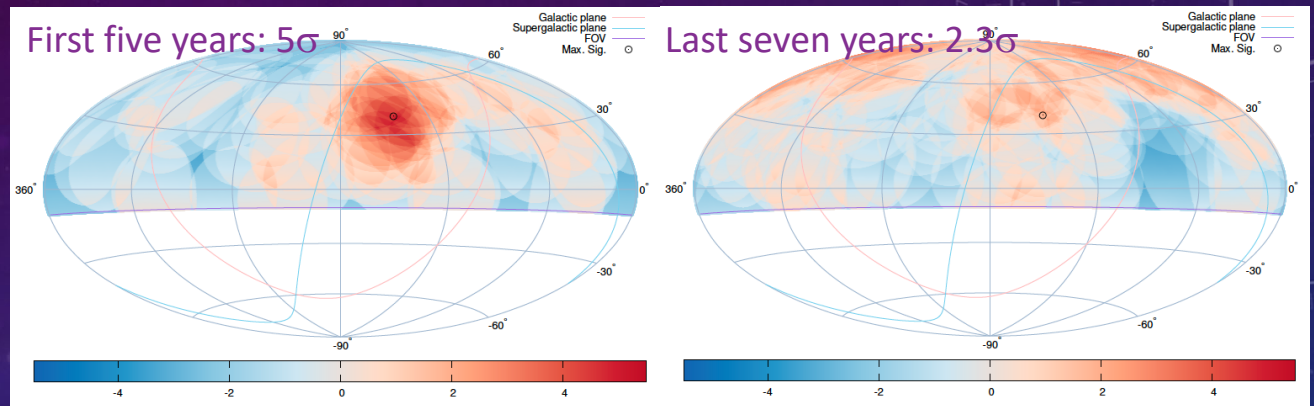 First five years: 5σ
Galactic plane
Supergalactic plane
FOV
Max. Sig.
90°
60°
30°
360°
0°
-30°
-60°
-90°
-4 -2 0 2 4
Last seven years: 2.3σ
Galactic plane
Supergalactic plane
FOV
Max. Sig.
90°
60°
30°
360°
0°
-30°
-60°
-90°
-4 -2 0 2 4